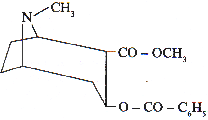 CH₃
N
CO – OCH₃
O – CO – C₆H₅